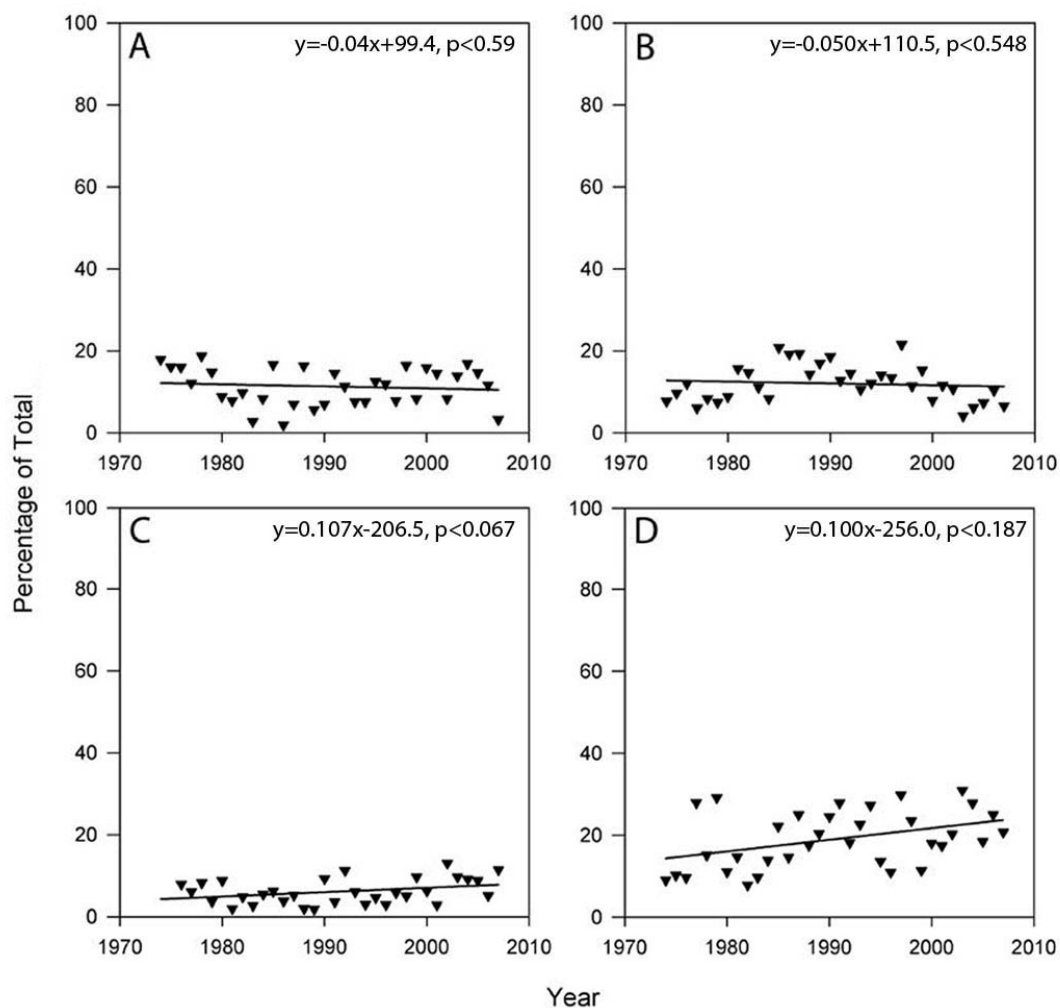 A
y=-0.04x+99.4, p<0.59
100
80
60
40
20
0
1970 1980 1990 2000 2010
B
y=-0.050x+110.5, p<0.548
100
80
60
40
20
0
1970 1980 1990 2000 2010
C
y=0.107x-206.5, p<0.067
100
80
60
40
20
0
1970 1980 1990 2000 2010
D
y=0.100x-256.0, p<0.187
100
80
60
40
20
0
1970 1980 1990 2000 2010
Percentage of Total
Year